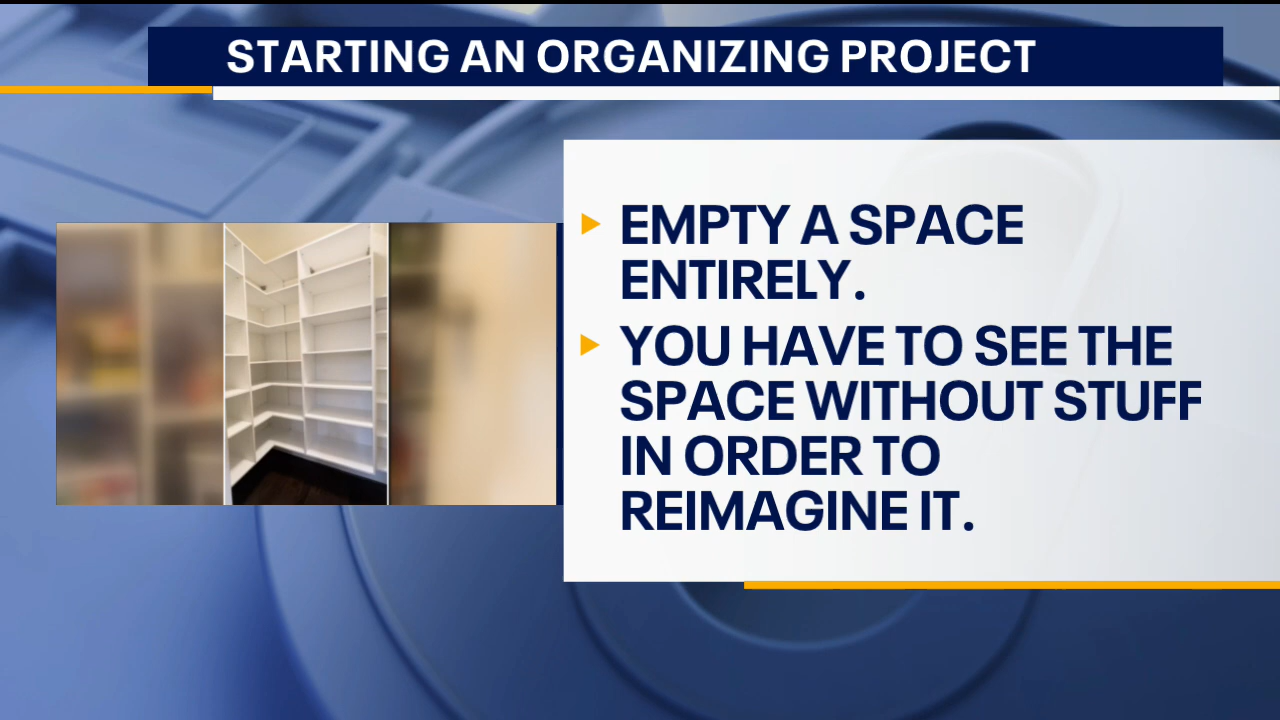 STARTING AN ORGANIZING PROJECT
EMPTY A SPACE
ENTIRELY.
YOU HAVE TO SEE THE
SPACE WITHOUT STUFF
IN ORDER TO
REIMAGINE IT.